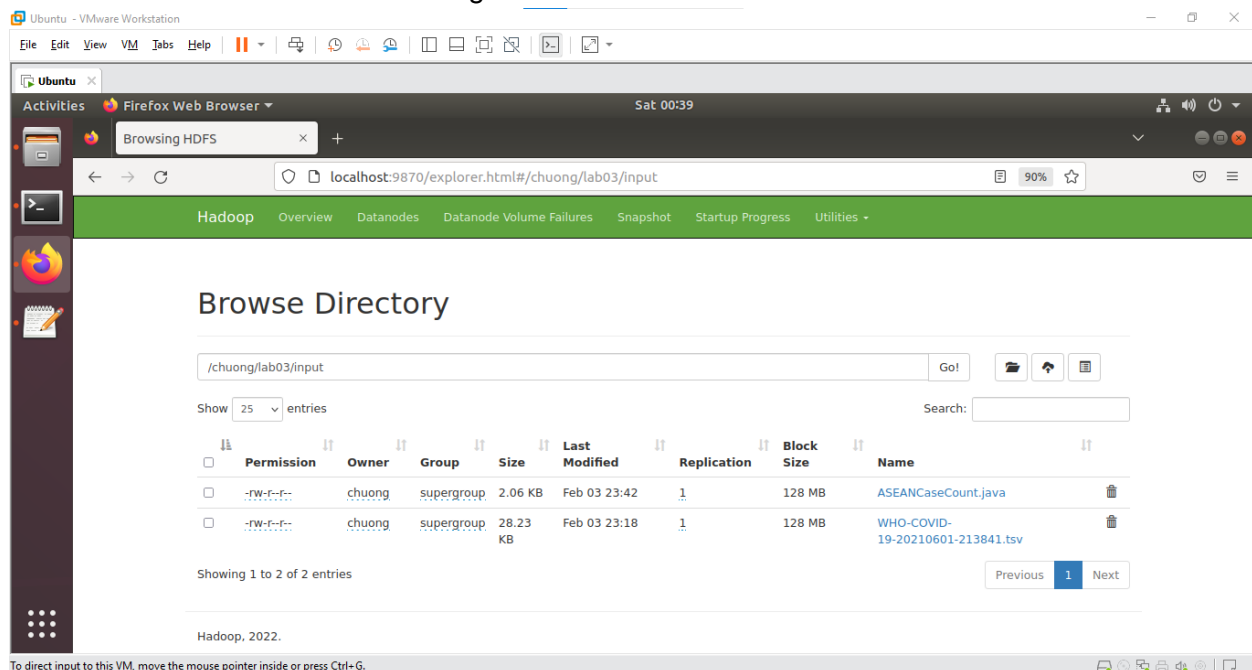 Ubuntu - VMware Workstation
File Edit View VM Tabs Help
Ubuntu
Activities Firefox Web Browser Sat 00:39
Browsing HDFS
localhost:9870/explorer.html#/chuong/lab03/input 90%
Hadoop Overview Datanodes Datanode Volume Failures Snapshot Startup Progress Utilities
Browse Directory
/chuong/lab03/input Go!
Show 25 entries Search:
Permission Owner Group Size Last Modified Replication Block Size Name
-rw-r--r-- chuong supergroup 2.06 KB Feb 03 23:42 1 128 MB ASEANCaseCount.java
-rw-r--r-- chuong supergroup 28.23 KB Feb 03 23:18 1 128 MB WHO-COVID-
19-20210601-213841.tsv
Showing 1 to 2 of 2 entries Previous 1 Next
Hadoop, 2022.
To direct input to this VM, move the mouse pointer inside or press Ctrl+G.